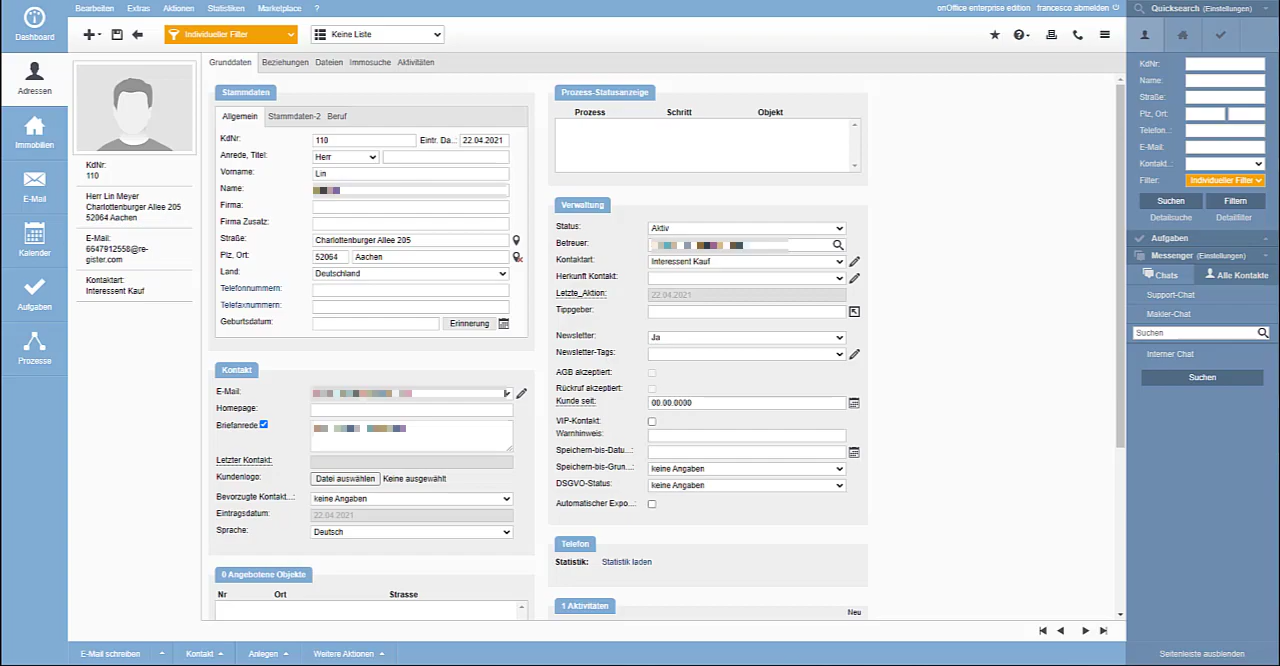 Bearbeiten Extras Aktionen Statistiken Marketplace ?
onOffice enterprise edition francesco abmelden
Quicksearch (Einstellungen)
Dashboard
Individueller Filter
Keine Liste
Adressen
Immobilien
E-Mail
Kalender
Aufgaben
Prozesse
KdNr:
110
Herr Lin Meyer
Charlottenburger Allee 205
52064 Aachen
E-Mail:
6647912558@re-
gister.com
Kontaktart:
Interessent Kauf
Grunddaten Beziehungen Dateien Immosuche Aktivitäten
Stammdaten
Allgemein Stammdaten-2 Beruf
KdNr: 110 Eintr. Da..: 22.04.2021
Anrede, Titel: Herr
Vorname: Lin
Name:
Firma:
Firma Zusatz:
Straße: Charlottenburger Allee 205
Plz, Ort: 52064 Aachen
Land: Deutschland
Telefonnummern:
Telefaxnummern:
Geburtsdatum: Erinnerung
Kontakt
E-Mail:
Homepage:
Briefanrede
Letzter Kontakt:
Kundenlogo: Datei auswählen Keine ausgewählt
Bevorzugte Kontakt...: keine Angaben
Eintragsdatum: 22.04.2021
Sprache: Deutsch
0 Angebotene Objekte
Nr Ort Strasse
Prozess-Statusanzeige
Prozess Schritt Objekt
Verwaltung
Status: Aktiv
Betreuer:
Kontaktart: Interessent Kauf
Herkunft Kontakt:
Letzte_Aktion: 22.04.2021
Tippgeber:
Newsletter: Ja
Newsletter-Tags:
AGB akzeptiert:
Rückruf akzeptiert:
Kunde seit: 00.00.0000
VIP-Kontakt:
Warnhinweis:
Speichern-bis-Datu...:
Speichern-bis-Grun...: keine Angaben
DSGVO-Status: keine Angaben
Automatischer Expo...:
Telefon
Statistik: Statistik laden
1 Aktivitäten
Neu
KdNr:
Name:
Straße:
Plz, Ort:
Telefon..:
E-Mail:
Kontakt..:
Filter: Individueller Filter
Suchen Filtern
Detailsuche Detailfilter
Aufgaben
Messenger (Einstellungen)
Chats Alle Kontakte
Support-Chat
Makler-Chat
Suchen
Interner Chat
Suchen
E-Mail schreiben Kontakt Anlegen Weitere Aktionen
Seitenleiste ausblenden